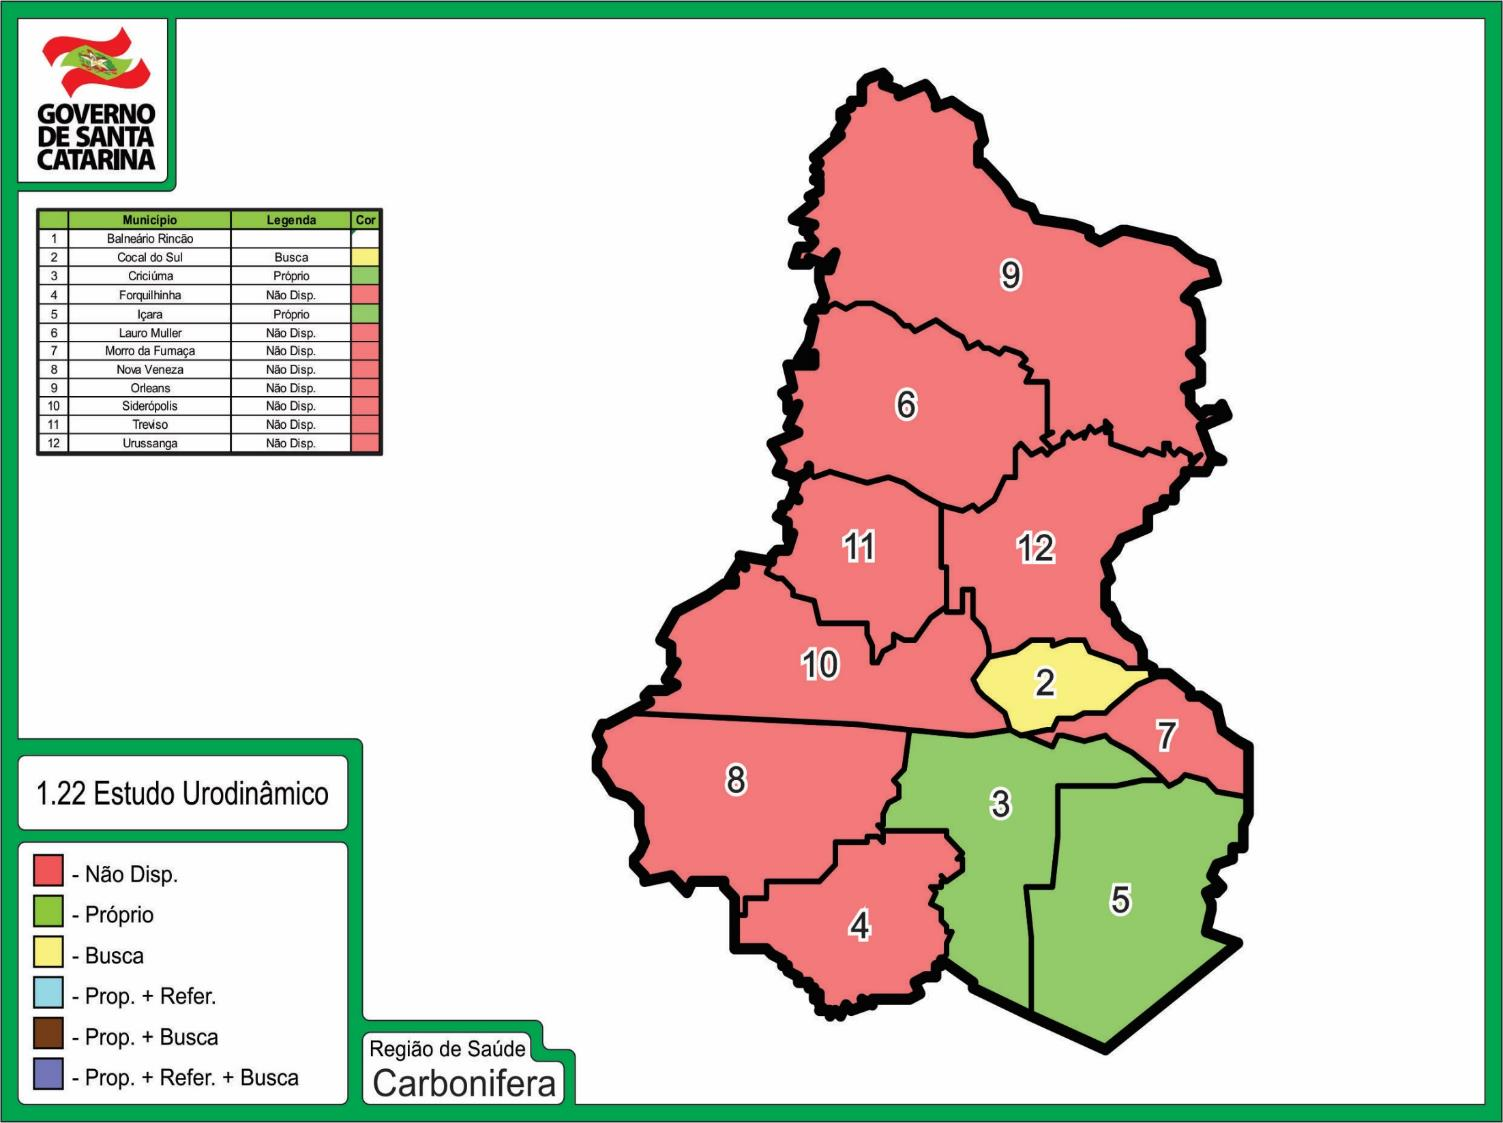 GOVERNO
DE SANTA
CATARINA
Município Legenda Cor
1 Balneário Rincão
2 Cocal do Sul Busca
3 Criciúma Próprio
4 Forquilhinha Não Disp.
5 Içara Próprio
6 Lauro Muller Não Disp.
7 Morro da Fumaça Não Disp.
8 Nova Veneza Não Disp.
9 Orleans Não Disp.
10 Siderópolis Não Disp.
11 Treviso Não Disp.
12 Urussanga Não Disp.
9
6
11
12
10
2
7
8
3
5
4
1.22 Estudo Urodinâmico
- Não Disp.
- Próprio
- Busca
- Prop. + Refer.
- Prop. + Busca
- Prop. + Refer. + Busca
Região de Saúde
Carbonifera